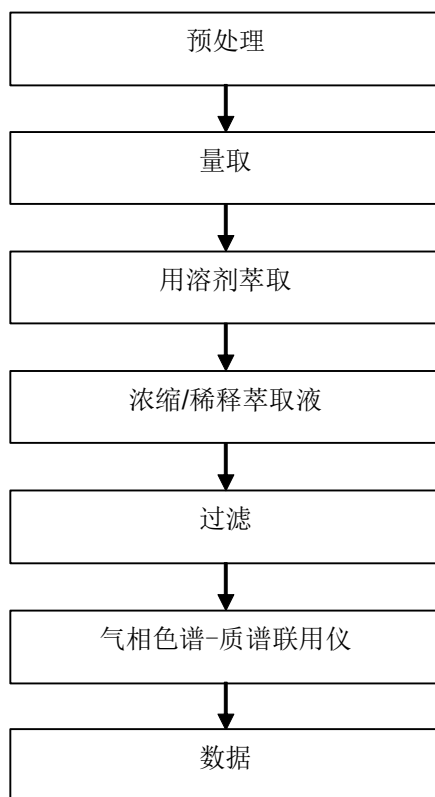 预处理
量取
用溶剂萃取
浓缩/稀释萃取液
过滤
气相色谱-质谱联用仪
数据